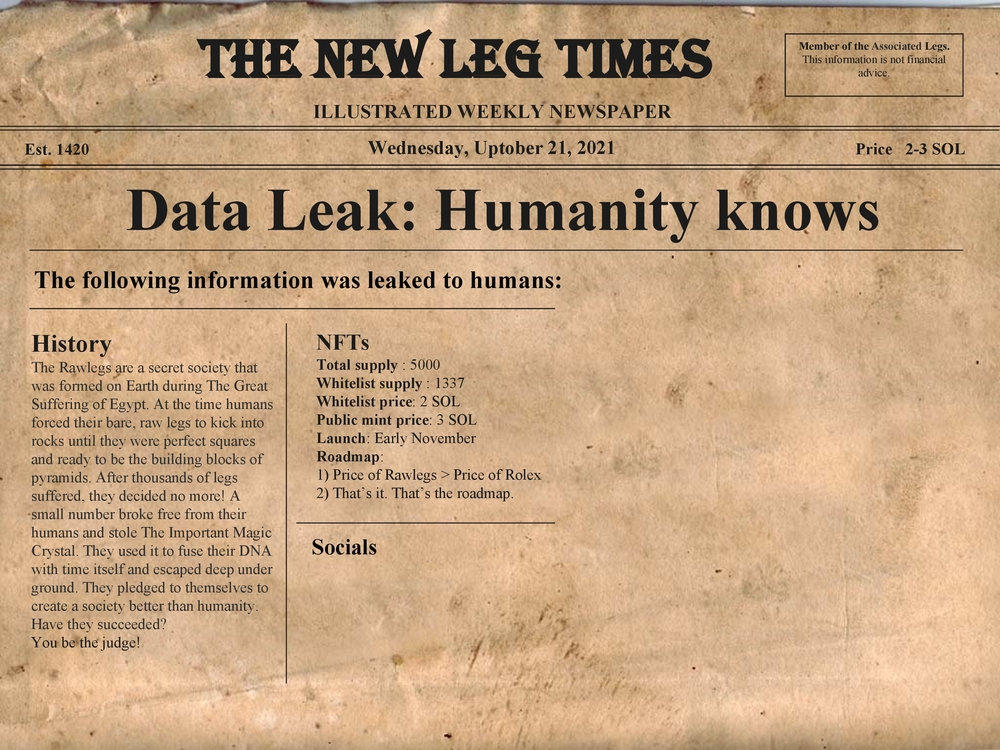 THE NEW LEG TIMES
Member of the Associated Legs.
This information is not financial
advice.
ILLUSTRATED WEEKLY NEWSPAPER
Est. 1420
Wednesday, Uptober 21, 2021
Price 2-3 SOL
Data Leak: Humanity knows
The following information was leaked to humans:
History
The Rawlegs are a secret society that
was formed on Earth during The Great
Suffering of Egypt. At the time humans
forced their bare, raw legs to kick into
rocks until they were perfect squares
and ready to be the building blocks of
pyramids. After thousands of legs
suffered, they decided no more! A
small number broke free from their
humans and stole The Important Magic
Crystal. They used it to fuse their DNA
with time itself and escaped deep under
ground. They pledged to themselves to
create a society better than humanity.
Have they succeeded?
You be the judge!
NFTs
Total supply : 5000
Whitelist supply : 1337
Whitelist price: 2 SOL
Public mint price: 3 SOL
Launch: Early November
Roadmap:
1) Price of Rawlegs > Price of Rolex
2) That's it. That's the roadmap.
Socials